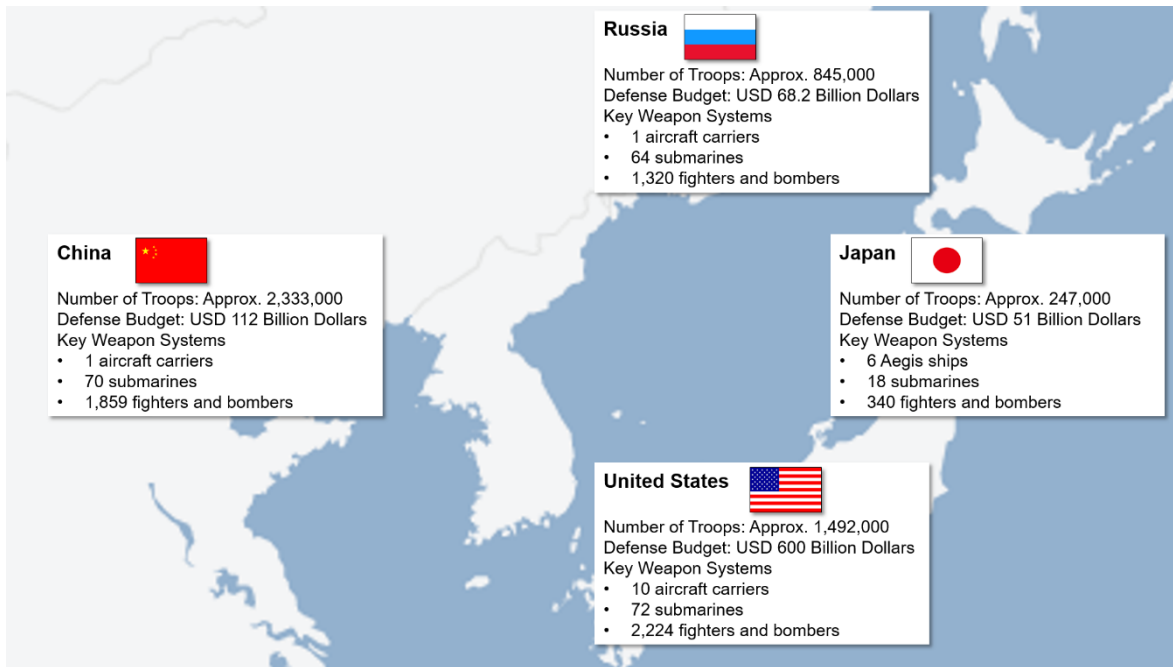 Russia
Number of Troops: Approx. 845,000
Defense Budget: USD 68.2 Billion Dollars
Key Weapon Systems
• 1 aircraft carriers
• 64 submarines
• 1,320 fighters and bombers
China
Number of Troops: Approx. 2,333,000
Defense Budget: USD 112 Billion Dollars
Key Weapon Systems
• 1 aircraft carriers
• 70 submarines
• 1,859 fighters and bombers
Japan
Number of Troops: Approx. 247,000
Defense Budget: USD 51 Billion Dollars
Key Weapon Systems
• 6 Aegis ships
• 18 submarines
• 340 fighters and bombers
United States
Number of Troops: Approx. 1,492,000
Defense Budget: USD 600 Billion Dollars
Key Weapon Systems
• 10 aircraft carriers
• 72 submarines
• 2,224 fighters and bombers